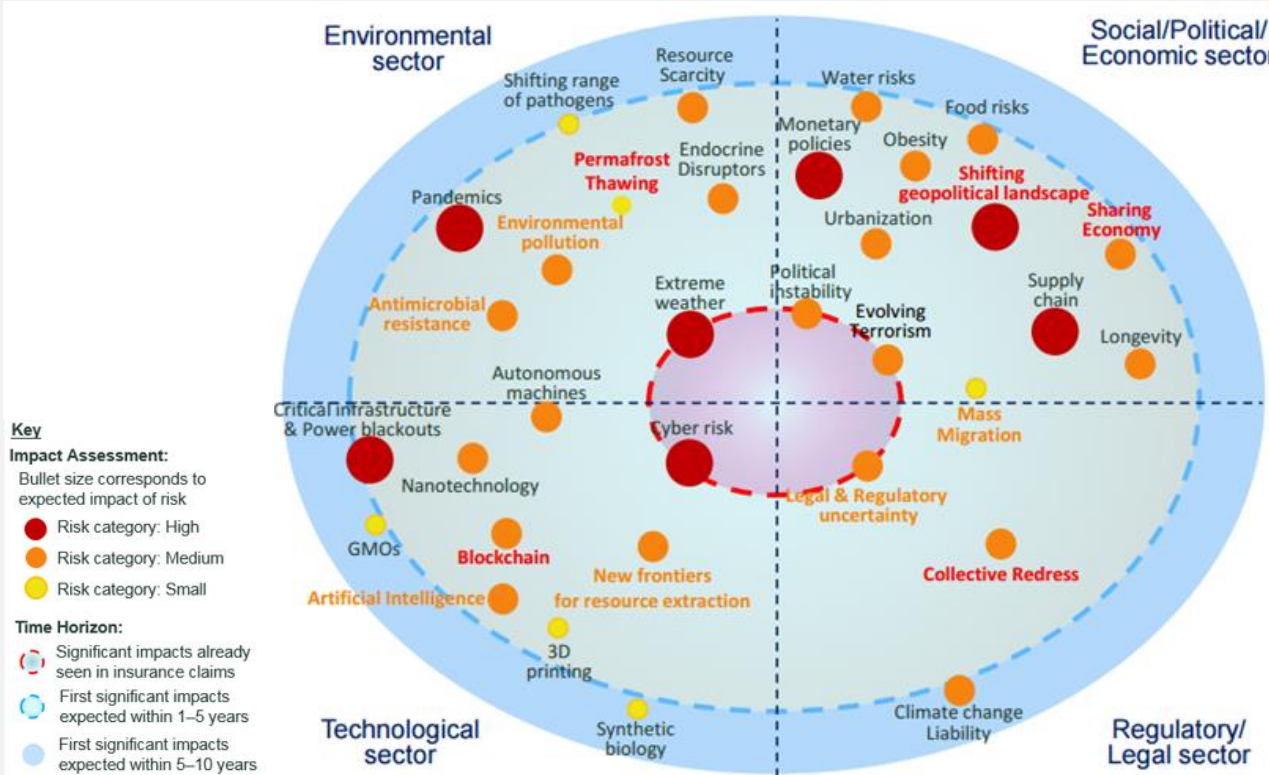 Environmental
sector
Social/Political/
Economic sector
Shifting range
of pathogens
Resource
Scarcity
Water risks
Food risks
Permafrost
Thawing
Endocrine
Disruptors
Monetary
policies
Obesity
Shifting
geopolitical landscape
Pandemics
Environmental
pollution
Urbanization
Sharing
Economy
Antimicrobial
resistance
Extreme
weather
Political
instability
Evolving
Terrorism
Supply
chain
Longevity
Autonomous
machines
Critical infrastructure
& Power blackouts
Cyber risk
Mass
Migration
Nanotechnology
Legal & Regulatory
uncertainty
GMOs
Blockchain
New frontiers
for resource extraction
Collective Redress
Artificial Intelligence
3D
printing
Synthetic
biology
Climate change
Liability
Technological
sector
Regulatory/
Legal sector
Key
Impact Assessment:
Bullet size corresponds to
expected impact of risk
Risk category: High
Risk category: Medium
Risk category: Small
Time Horizon:
Significant impacts already
seen in insurance claims
First significant impacts
expected within 1–5 years
First significant impacts
expected within 5–10 years